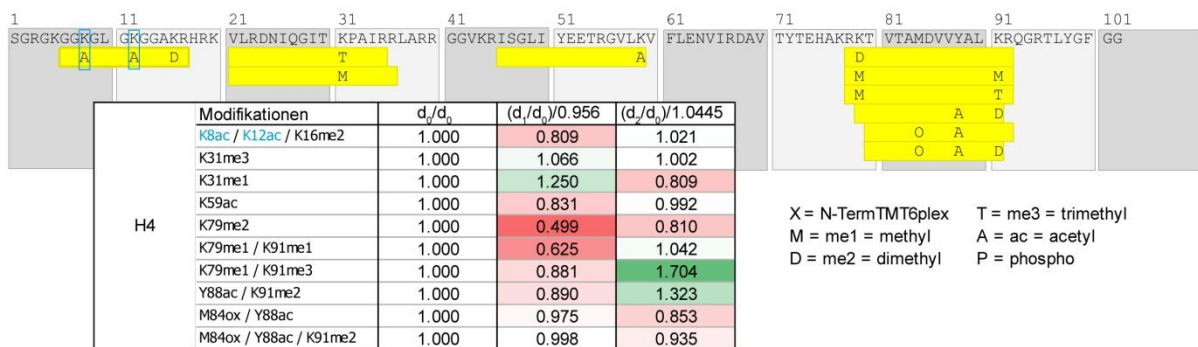 1 11 21 31 41 51 61 71 81 91 101
SGRGKGGKGL GKGGAKRHRK VLRDNIQGIT KPAIRRLARR GGVKRISGLI YEETRGVLKV FLENVIRDAV TYTEHAKRKT VTAMDVVYAL KRQGRTLYGF GG
A A D T A D
M M M
M T
A D
O A
O A D
Modifikationen d0/d0 (d1/d0)/0.956 (d2/d0)/1.0445
K8ac / K12ac / K16me2 1.000 0.809 1.021
K31me3 1.000 1.066 1.002
K31me1 1.000 1.250 0.809
K59ac 1.000 0.831 0.992
H4 K79me2 1.000 0.499 0.810
K79me1 / K91me1 1.000 0.625 1.042
K79me1 / K91me3 1.000 0.881 1.704
Y88ac / K91me2 1.000 0.890 1.323
M84ox / Y88ac 1.000 0.975 0.853
M84ox / Y88ac / K91me2 1.000 0.998 0.935
X = N-TermTMT6plex T = me3 = trimethyl
M = me1 = methyl A = ac = acetyl
D = me2 = dimethyl P = phospho